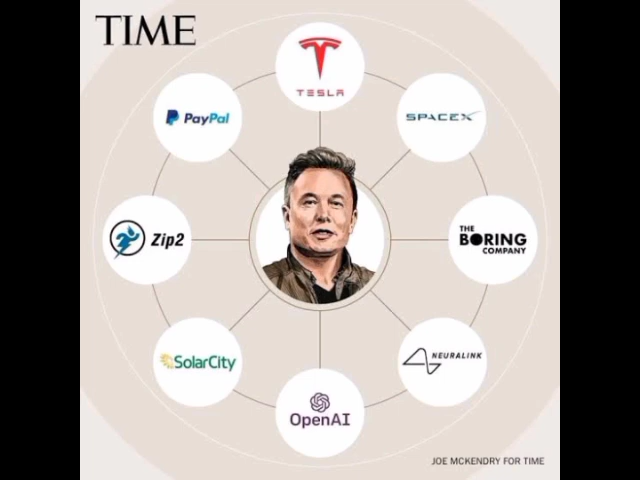 TIME
TESLA
PayPal
SPACEX
Zip2
THE
BORING
COMPANY
SolarCity
NEURALINK
OpenAI
JOE MCKENDRY FOR TIME